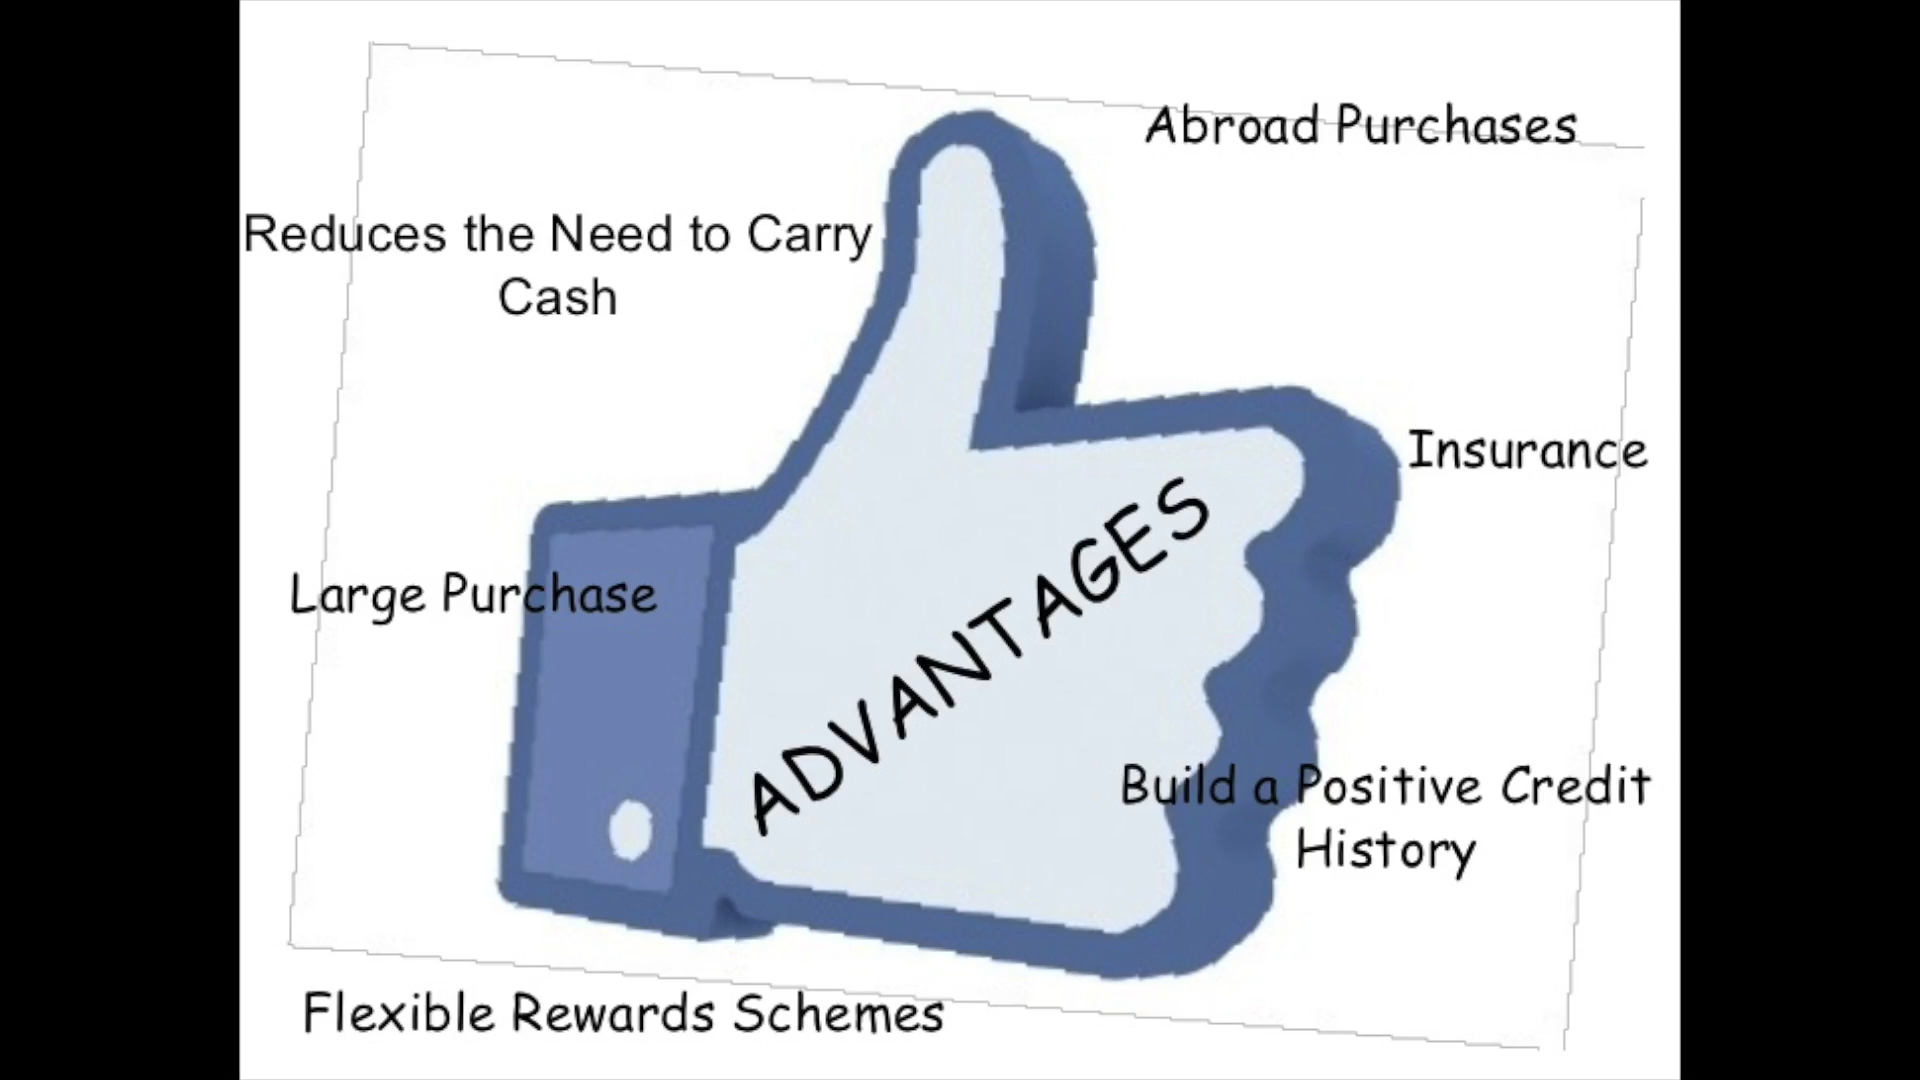 Abroad Purchases
Reduces the Need to Carry
Cash
Insurance
Large Purchase
ADVANTAGES
Build a Positive Credit
History
Flexible Rewards Schemes